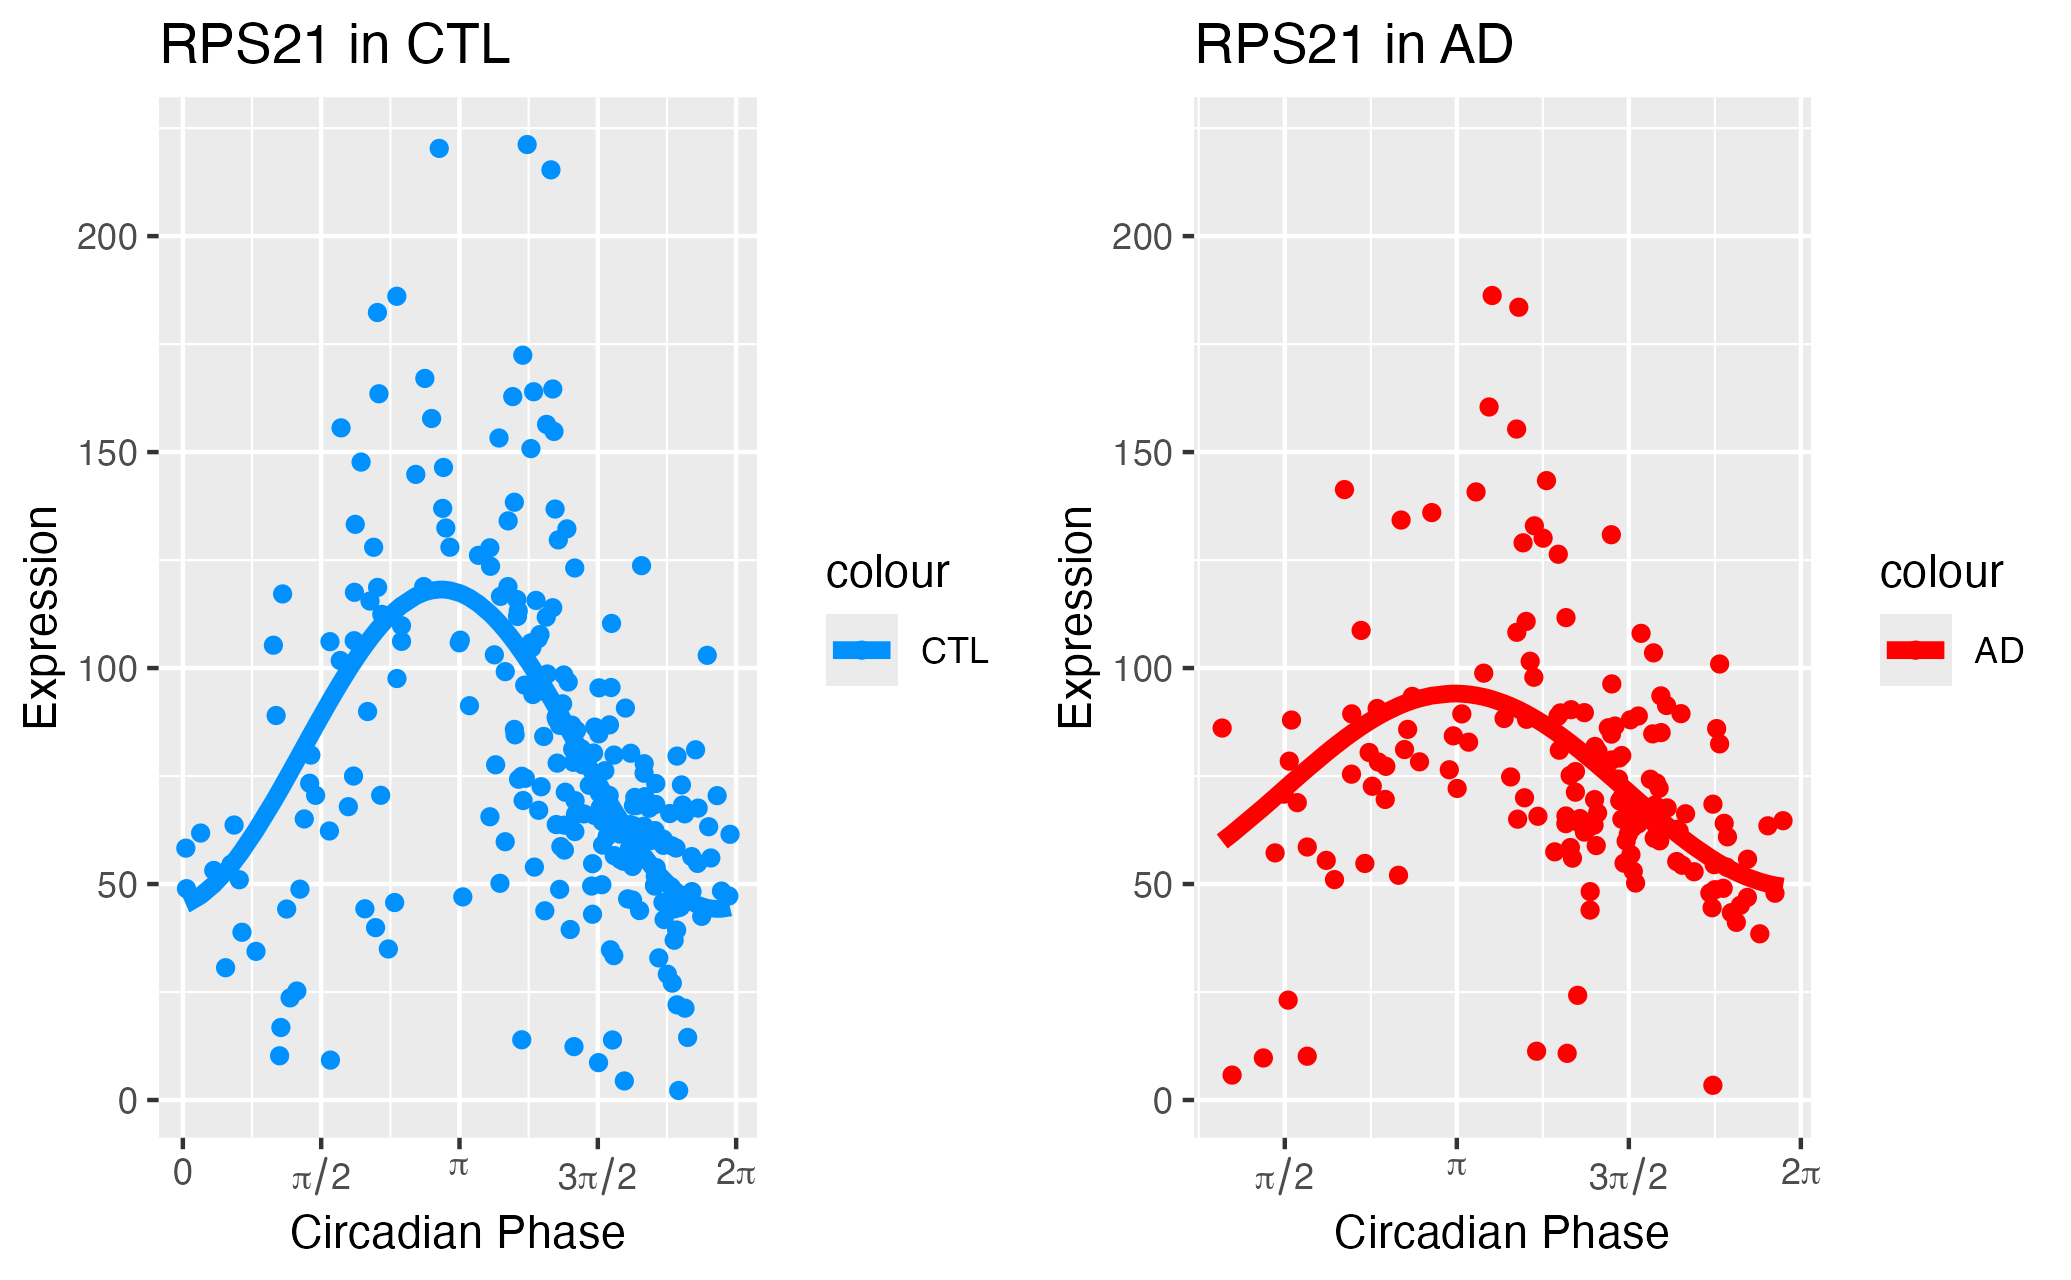 RPS21 in CTL
Expression
200
150
100
50
0
0 π/2 π 3π/2 2π
Circadian Phase
colour
CTL
RPS21 in AD
Expression
200
150
100
50
0
π/2 π 3π/2 2π
Circadian Phase
colour
AD